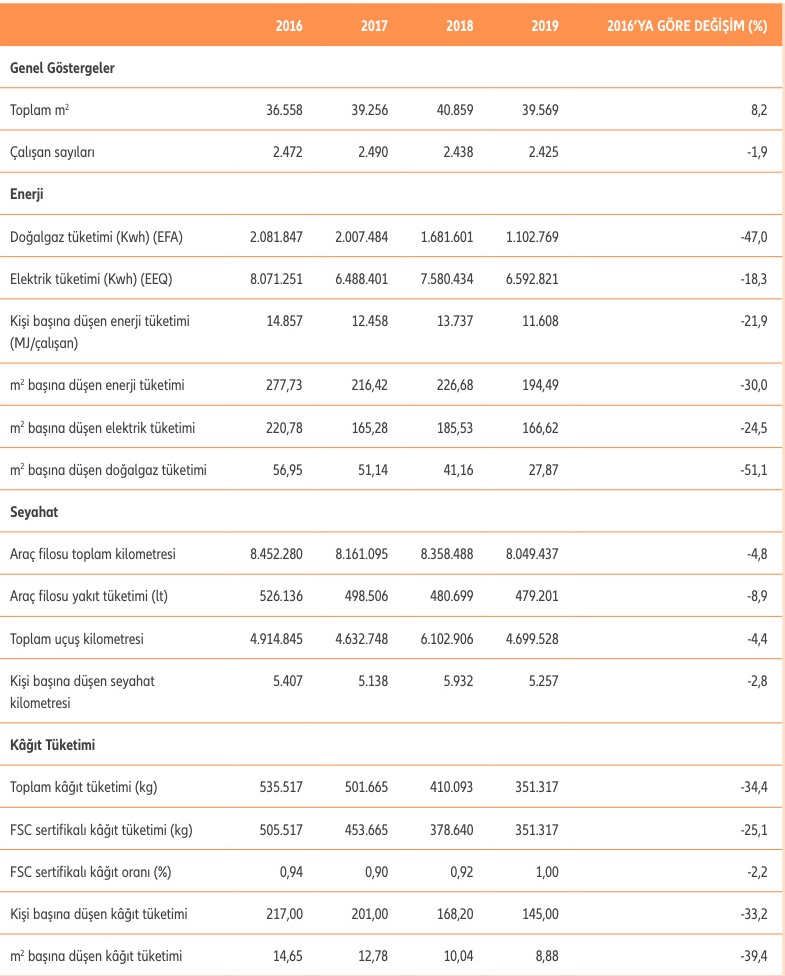 2016 2017 2018 2019 2016'YA GÖRE DEĞİŞİM (%)
Genel Göstergeler
Toplam m² 36.558 39.256 40.859 39.569 8,2
Çalışan sayıları 2.472 2.490 2.438 2.425 -1,9
Enerji
Doğalgaz tüketimi (Kwh) (EFA) 2.081.847 2.007.484 1.681.601 1.102.769 -47,0
Elektrik tüketimi (Kwh) (EEQ) 8.071.251 6.488.401 7.580.434 6.592.821 -18,3
Kişi başına düşen enerji tüketimi 14.857 12.458 13.737 11.608 -21,9
(MJ/çalışan)
m² başına düşen enerji tüketimi 277,73 216,42 226,68 194,49 -30,0
m² başına düşen elektrik tüketimi 220,78 165,28 185,53 166,62 -24,5
m² başına düşen doğalgaz tüketimi 56,95 51,14 41,16 27,87 -51,1
Seyahat
Araç filosu toplam kilometresi 8.452.280 8.161.095 8.358.488 8.049.437 -4,8
Araç filosu yakıt tüketimi (lt) 526.136 498.506 480.699 479.201 -8,9
Toplam uçuş kilometresi 4.914.845 4.632.748 6.102.906 4.699.528 -4,4
Kişi başına düşen seyahat 5.407 5.138 5.932 5.257 -2,8
kilometresi
Kâğıt Tüketimi
Toplam kâğıt tüketimi (kg) 535.517 501.665 410.093 351.317 -34,4
FSC sertifikalı kâğıt tüketimi (kg) 505.517 453.665 378.640 351.317 -25,1
FSC sertifikalı kâğıt oranı (%) 0,94 0,90 0,92 1,00 -2,2
Kişi başına düşen kâğıt tüketimi 217,00 201,00 168,20 145,00 -33,2
m² başına düşen kâğıt tüketimi 14,65 12,78 10,04 8,88 -39,4